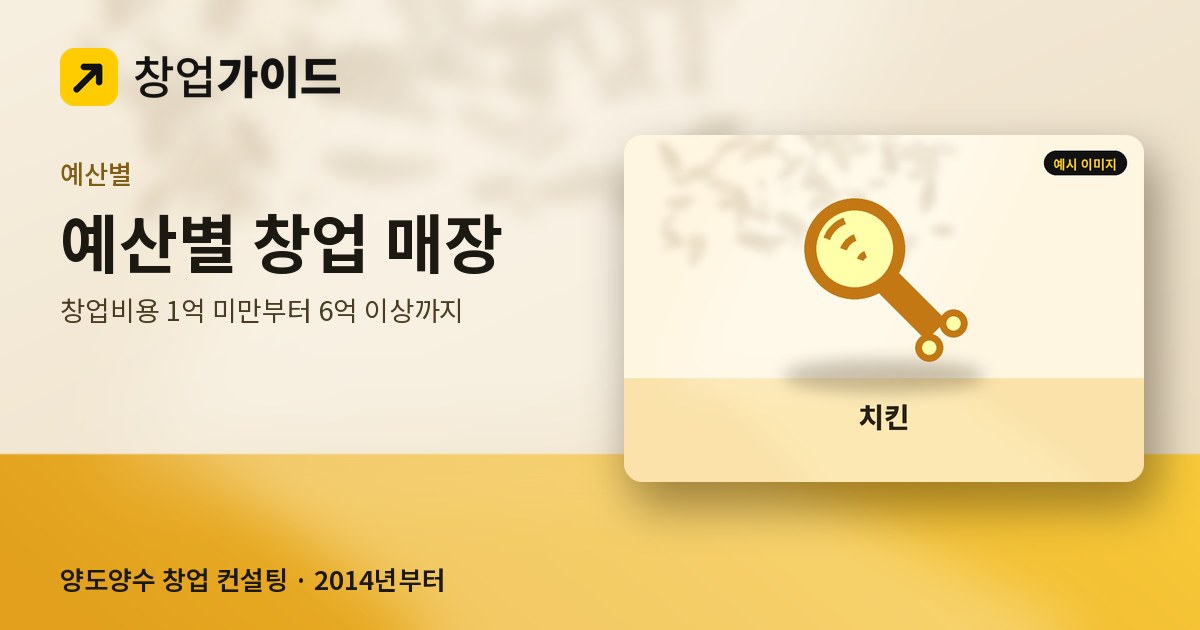 창업가이드
예산별
예산별 창업 매장
창업비용 1억 미만부터 6억 이상까지
예시 이미지
치킨
양도양수 창업 컨설팅 · 2014년부터